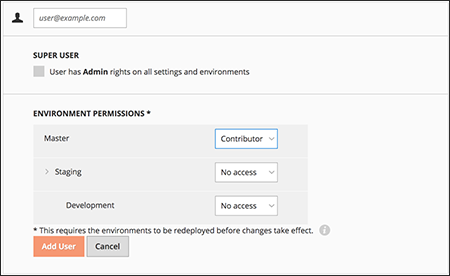 user@example.com
SUPER USER
User has Admin rights on all settings and environments
ENVIRONMENT PERMISSIONS *
Master Contributor
Staging No access
Development No access
* This requires the environments to be redeployed before changes take effect. i
Add User Cancel